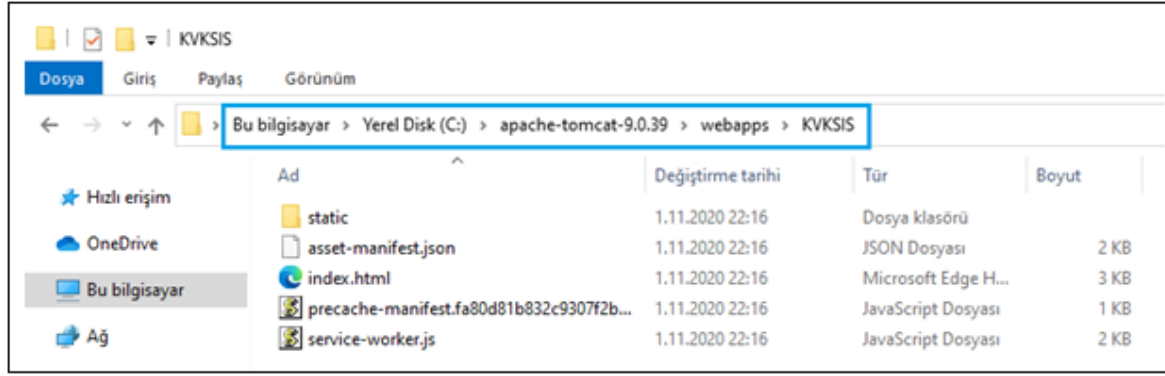 KVKSIS
Dosya Giriş Paylaş Görünüm
Bu bilgisayar > Yerel Disk (C:) > apache-tomcat-9.0.39 > webapps > KVKSIS
Ad Değiştirme tarihi Tür Boyut
Hızlı erişim
static 1.11.2020 22:16 Dosya klasörü
OneDrive
asset-manifest.json 1.11.2020 22:16 JSON Dosyası 2 KB
index.html 1.11.2020 22:16 Microsoft Edge H... 3 KB
Bu bilgisayar
precache-manifest.fa80d81b832c9307f2b... 1.11.2020 22:16 JavaScript Dosyası 1 KB
Ağ
service-worker.js 1.11.2020 22:16 JavaScript Dosyası 2 KB